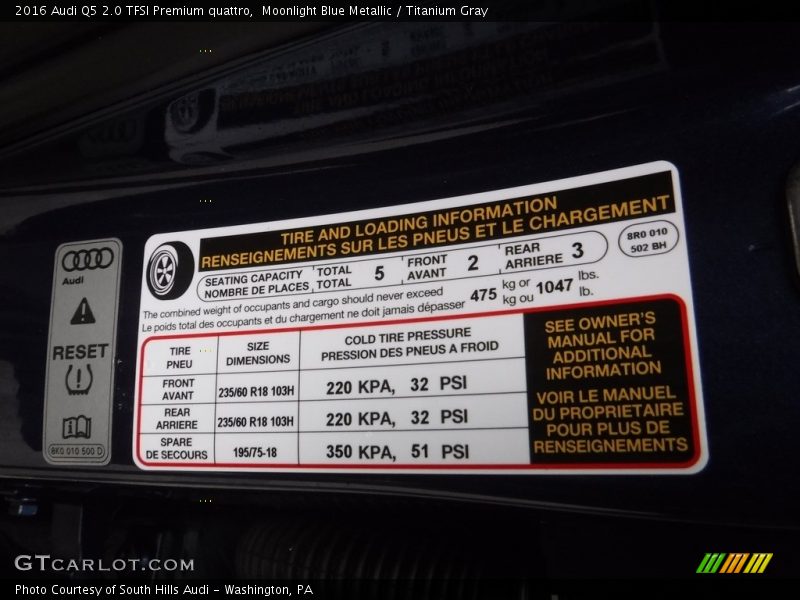 2016 Audi Q5 2.0 TFSI Premium quattro,  Moonlight Blue Metallic / Titanium Gray
TIRE AND LOADING INFORMATION
RENSEIGNEMENTS SUR LES PNEUS ET LE CHARGEMENT
8R0 010
502 BH
SEATING CAPACITY TOTAL 5 FRONT 2 REAR 3
NOMBRE DE PLACES TOTAL AVANT ARRIERE
The combined weight of occupants and cargo should never exceed 475 kg or 1047 lbs.
Le poids total des occupants et du chargement ne doit jamais dépasser kg ou lb.
TIRE SIZE COLD TIRE PRESSURE
PNEU DIMENSIONS PRESSION DES PNEUS A FROID
FRONT
AVANT 235/60 R18 103H 220 KPA, 32 PSI
REAR
ARRIERE 235/60 R18 103H 220 KPA, 32 PSI
SPARE
DE SECOURS 195/75-18 350 KPA, 51 PSI
SEE OWNER'S
MANUAL FOR
ADDITIONAL
INFORMATION
VOIR LE MANUEL
DU PROPRIETAIRE
POUR PLUS DE
RENSEIGNEMENTS
Audi
RESET
8K0 010 500 D
GTCARLOT.COM
Photo Courtesy of South Hills Audi - Washington, PA